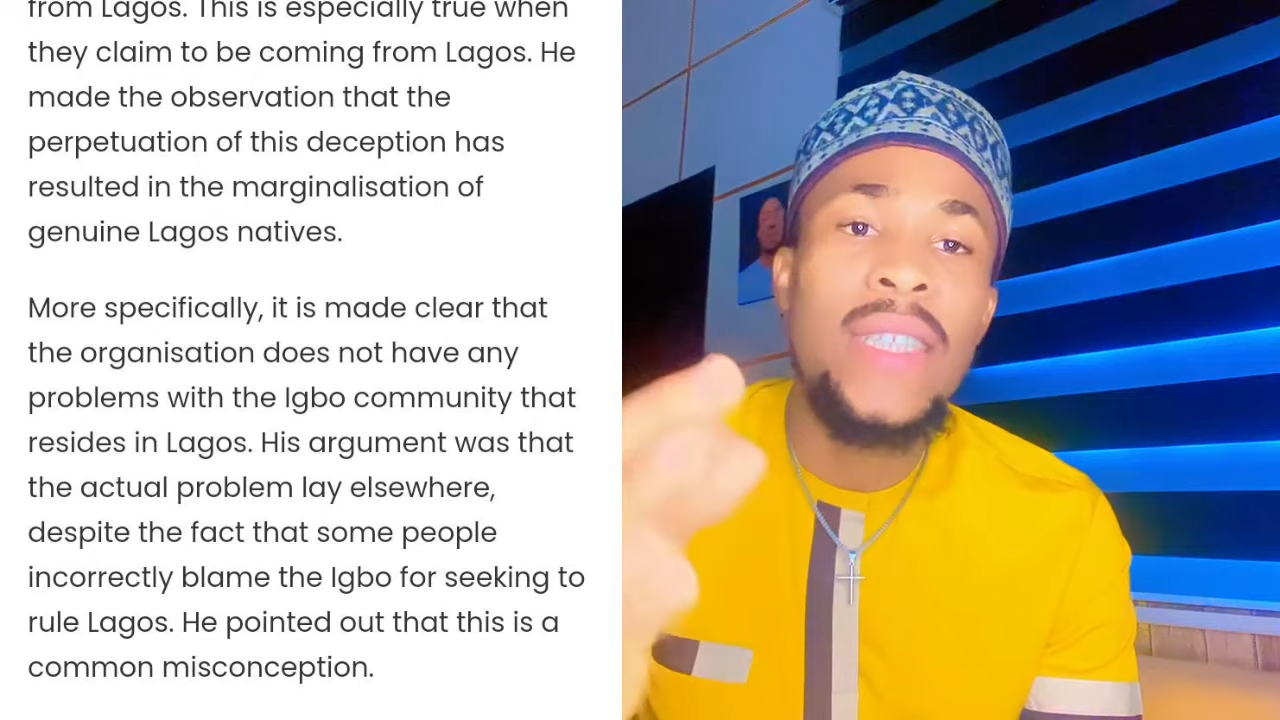 from Lagos. This is especially true when
they claim to be coming from Lagos. He
made the observation that the
perpetuation of this deception has
resulted in the marginalisation of
genuine Lagos natives.
More specifically, it is made clear that
the organisation does not have any
problems with the Igbo community that
resides in Lagos. His argument was that
the actual problem lay elsewhere,
despite the fact that some people
incorrectly blame the Igbo for seeking to
rule Lagos. He pointed out that this is a
common misconception.